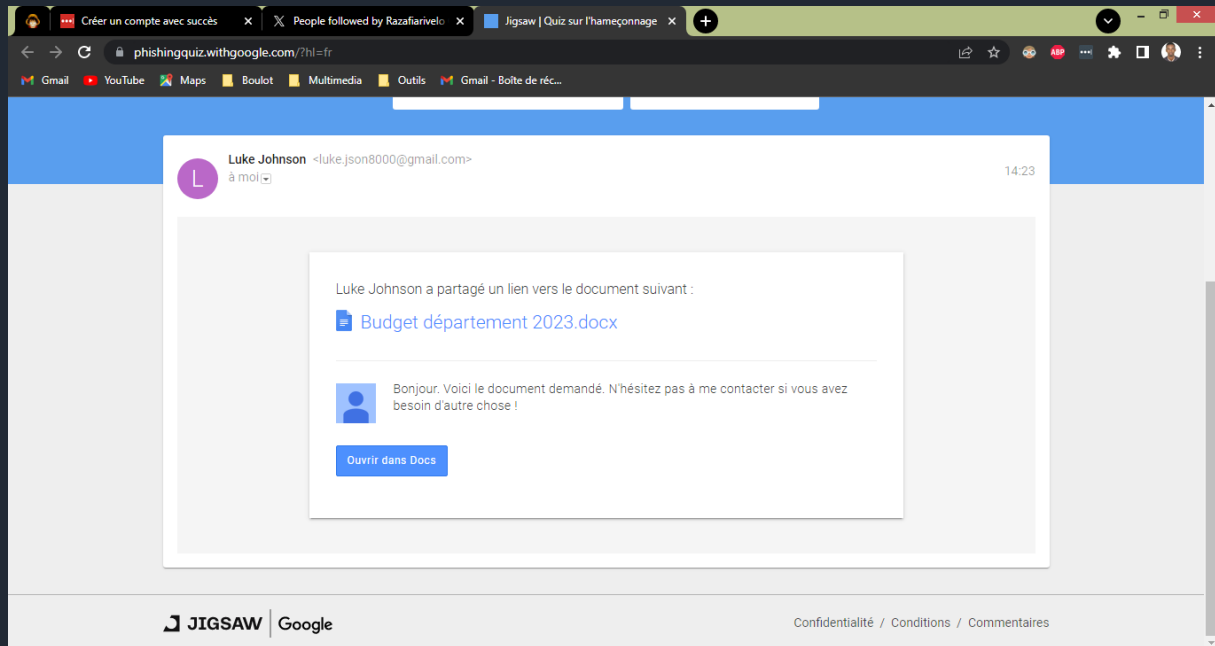 Créer un compte avec succès
People followed by Razafiarivelo
Jigsaw | Quiz sur l'hameçonnage
phishingquiz.withgoogle.com/?hl=fr
ABP
Gmail YouTube Maps Boulot Multimedia Outils Gmail - Boîte de réc...
Luke Johnson <luke.json8000@gmail.com>
14:23
à moi
L
Luke Johnson a partagé un lien vers le document suivant :
Budget département 2023.docx
Bonjour. Voici le document demandé. N'hésitez pas à me contacter si vous avez
besoin d'autre chose !
Ouvrir dans Docs
JIGSAW | Google
Confidentialité / Conditions / Commentaires